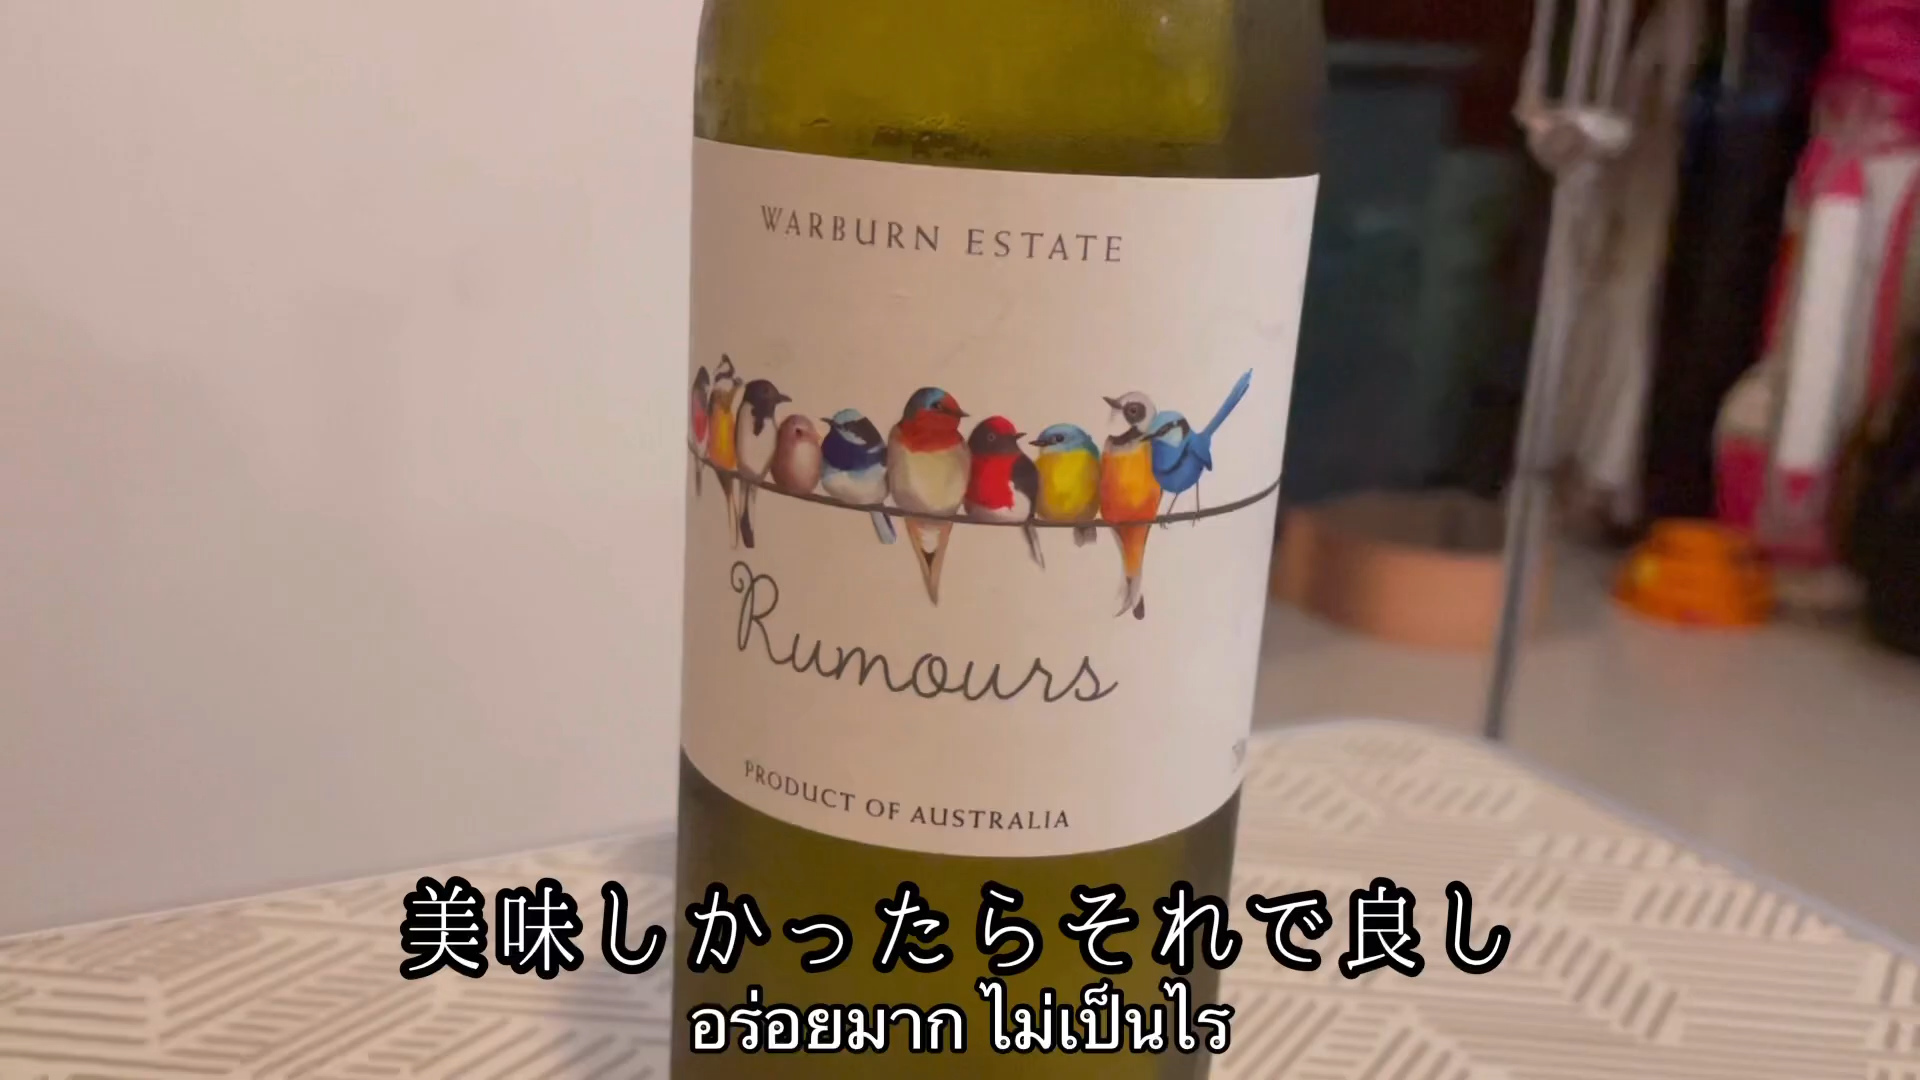 WARBURN ESTATE
Rumours
PRODUCT OF AUSTRALIA
美味しかったらそれで良し
อร่อยมาก ไม่เป็นไร